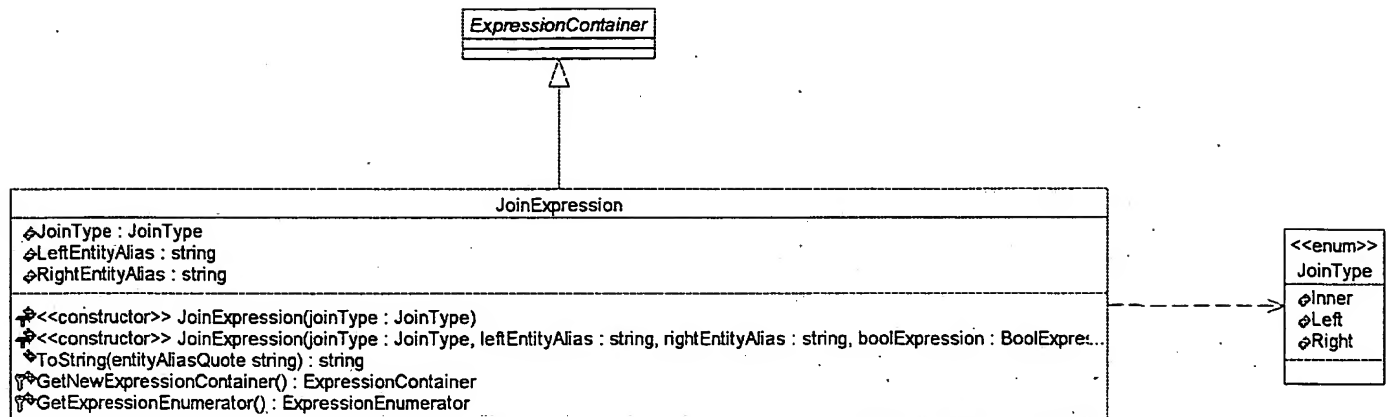 ExpressionContainer
JoinExpression
JoinType : JoinType
LeftEntityAlias : string
RightEntityAlias : string
<<constructor>> JoinExpression(joinType : JoinType)
<<constructor>> JoinExpression(joinType : JoinType, leftEntityAlias : string, rightEntityAlias : string, boolExpression : BoolExpres...
ToString(entityAliasQuote string) : string
GetNewExpressionContainer() : ExpressionContainer
GetExpressionEnumerator() : ExpressionEnumerator
<<enum>>
JoinType
Inner
Left
Right